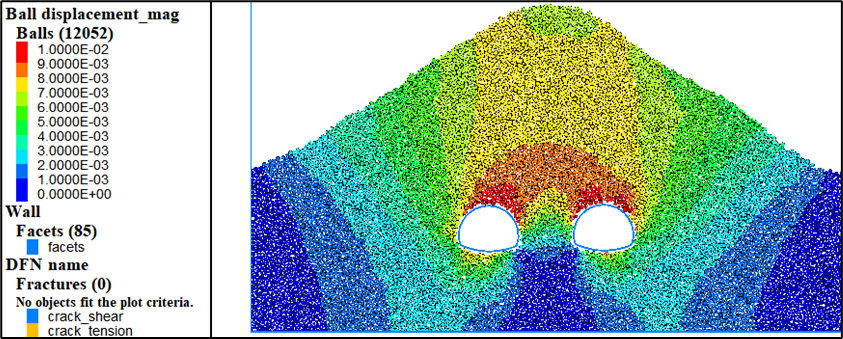 Ball displacement_mag
Balls (12052)
1.0000E-02
9.0000E-03
8.0000E-03
7.0000E-03
6.0000E-03
5.0000E-03
4.0000E-03
3.0000E-03
2.0000E-03
1.0000E-03
0.0000E+00
Wall
Facets (85)
facets
DFN name
Fractures (0)
No objects fit the plot criteria.
crack_shear
crack_tension